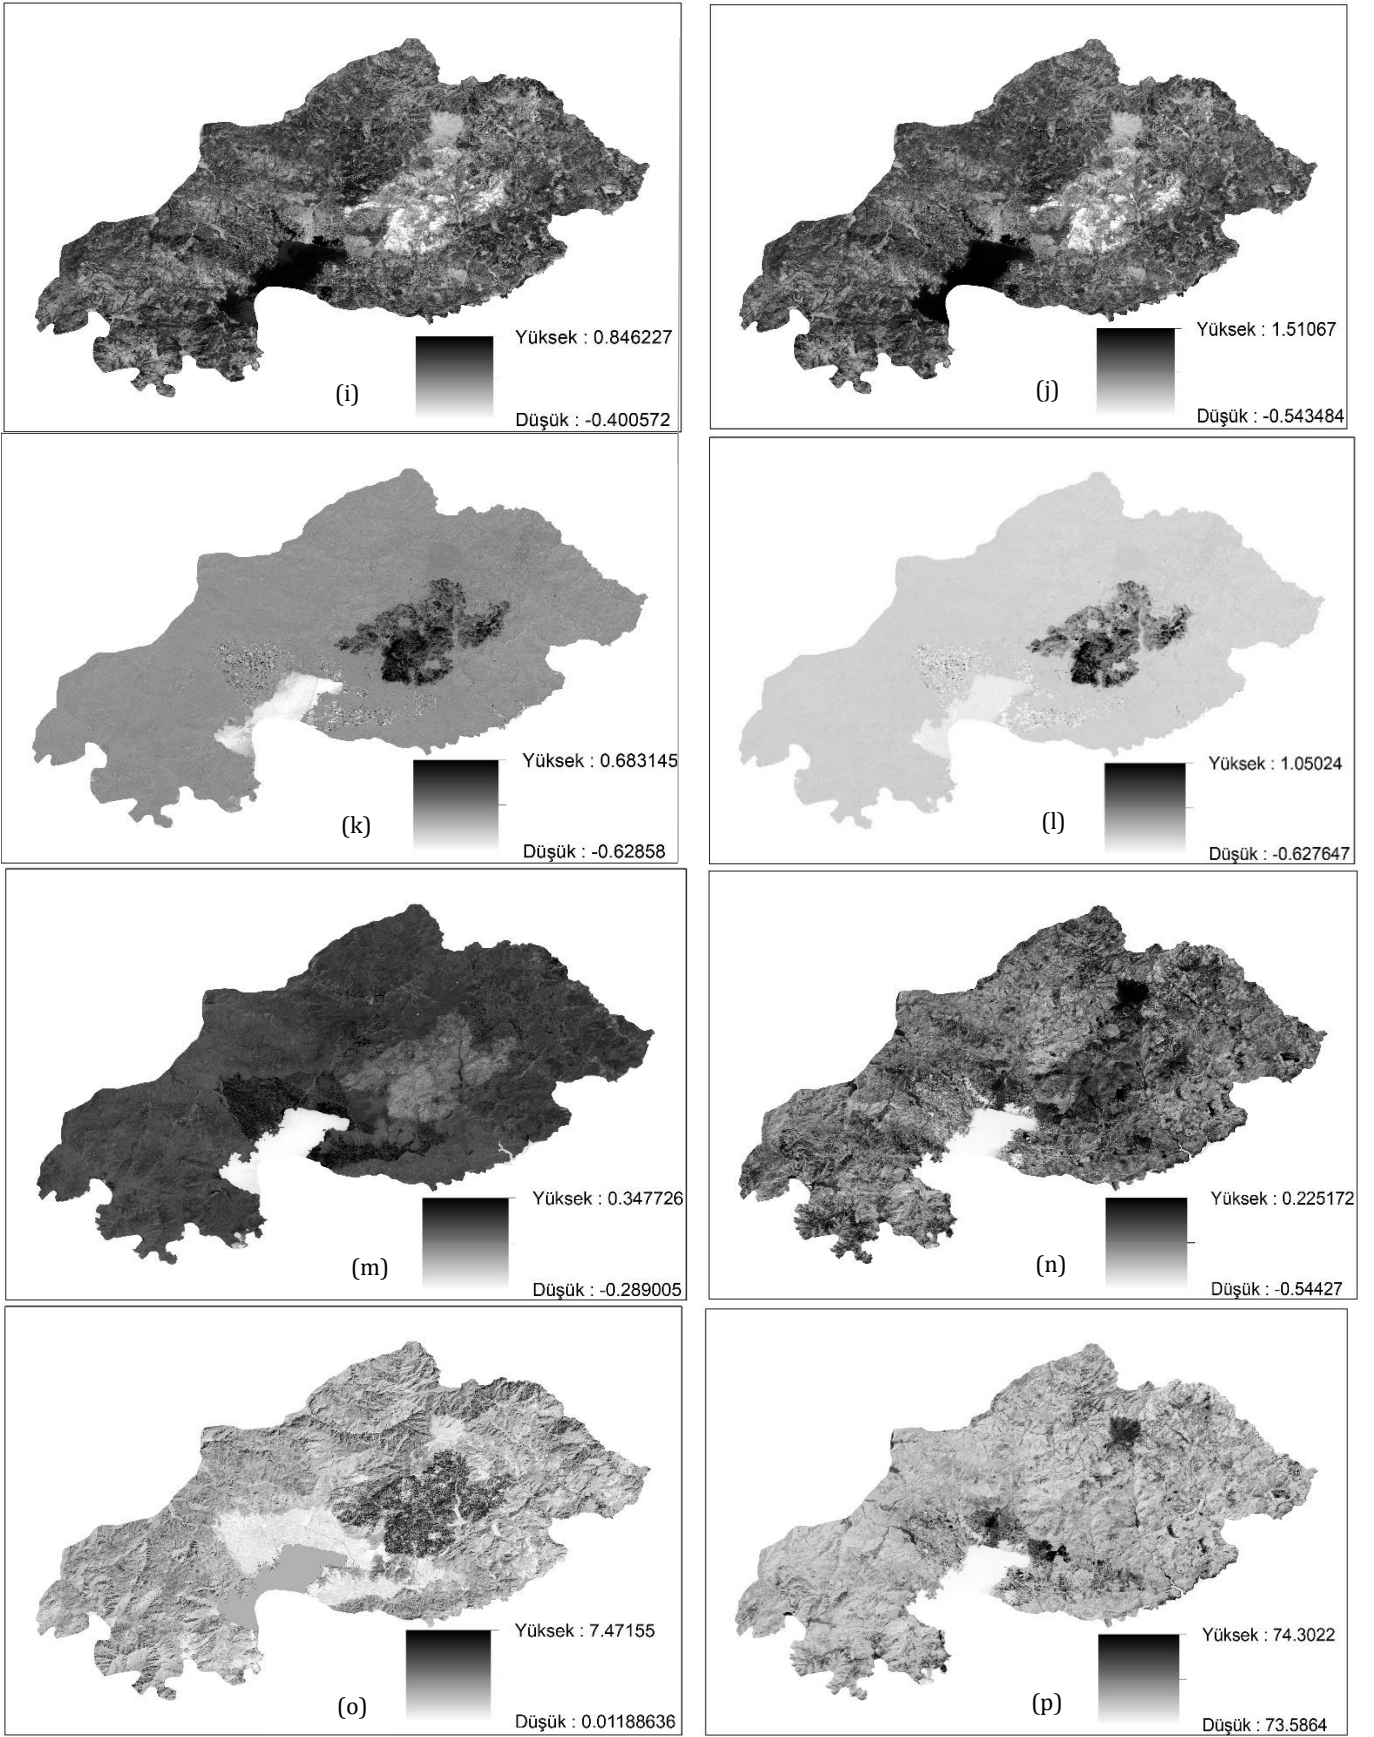 Yüksek : 0.846227
(i)
Düşük : -0.400572
Yüksek : 1.51067
(j)
Düşük : -0.543484
Yüksek : 0.683145
(k)
Düşük : -0.62858
Yüksek : 1.05024
(l)
Düşük : -0.627647
Yüksek : 0.347726
(m)
Düşük : -0.289005
Yüksek : 0.225172
(n)
Düşük : -0.54427
Yüksek : 7.47155
(o)
Düşük : 0.01188636
Yüksek : 74.3022
(p)
Düşük : 73.5864